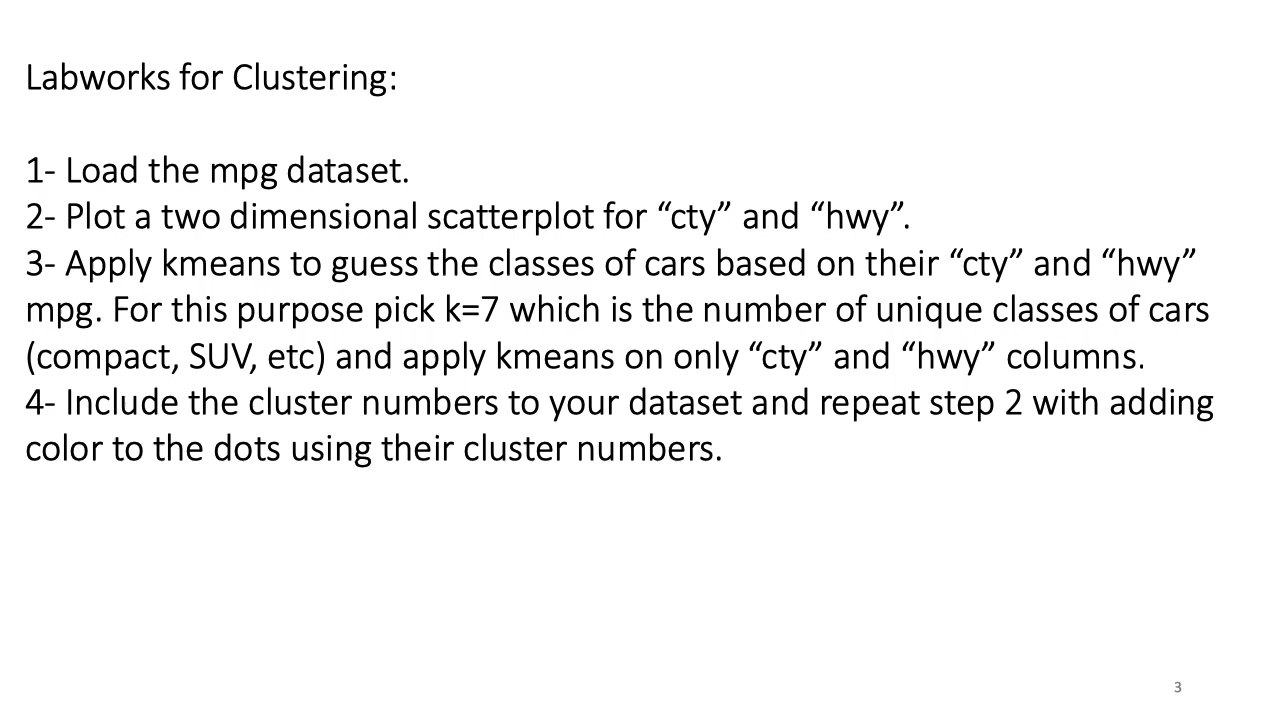 Labworks for Clustering:
1- Load the mpg dataset.
2- Plot a two dimensional scatterplot for “cty” and “hwy”.
3- Apply kmeans to guess the classes of cars based on their “cty” and “hwy”
mpg. For this purpose pick k=7 which is the number of unique classes of cars
(compact, SUV, etc) and apply kmeans on only “cty” and “hwy” columns.
4- Include the cluster numbers to your dataset and repeat step 2 with adding
color to the dots using their cluster numbers.
3